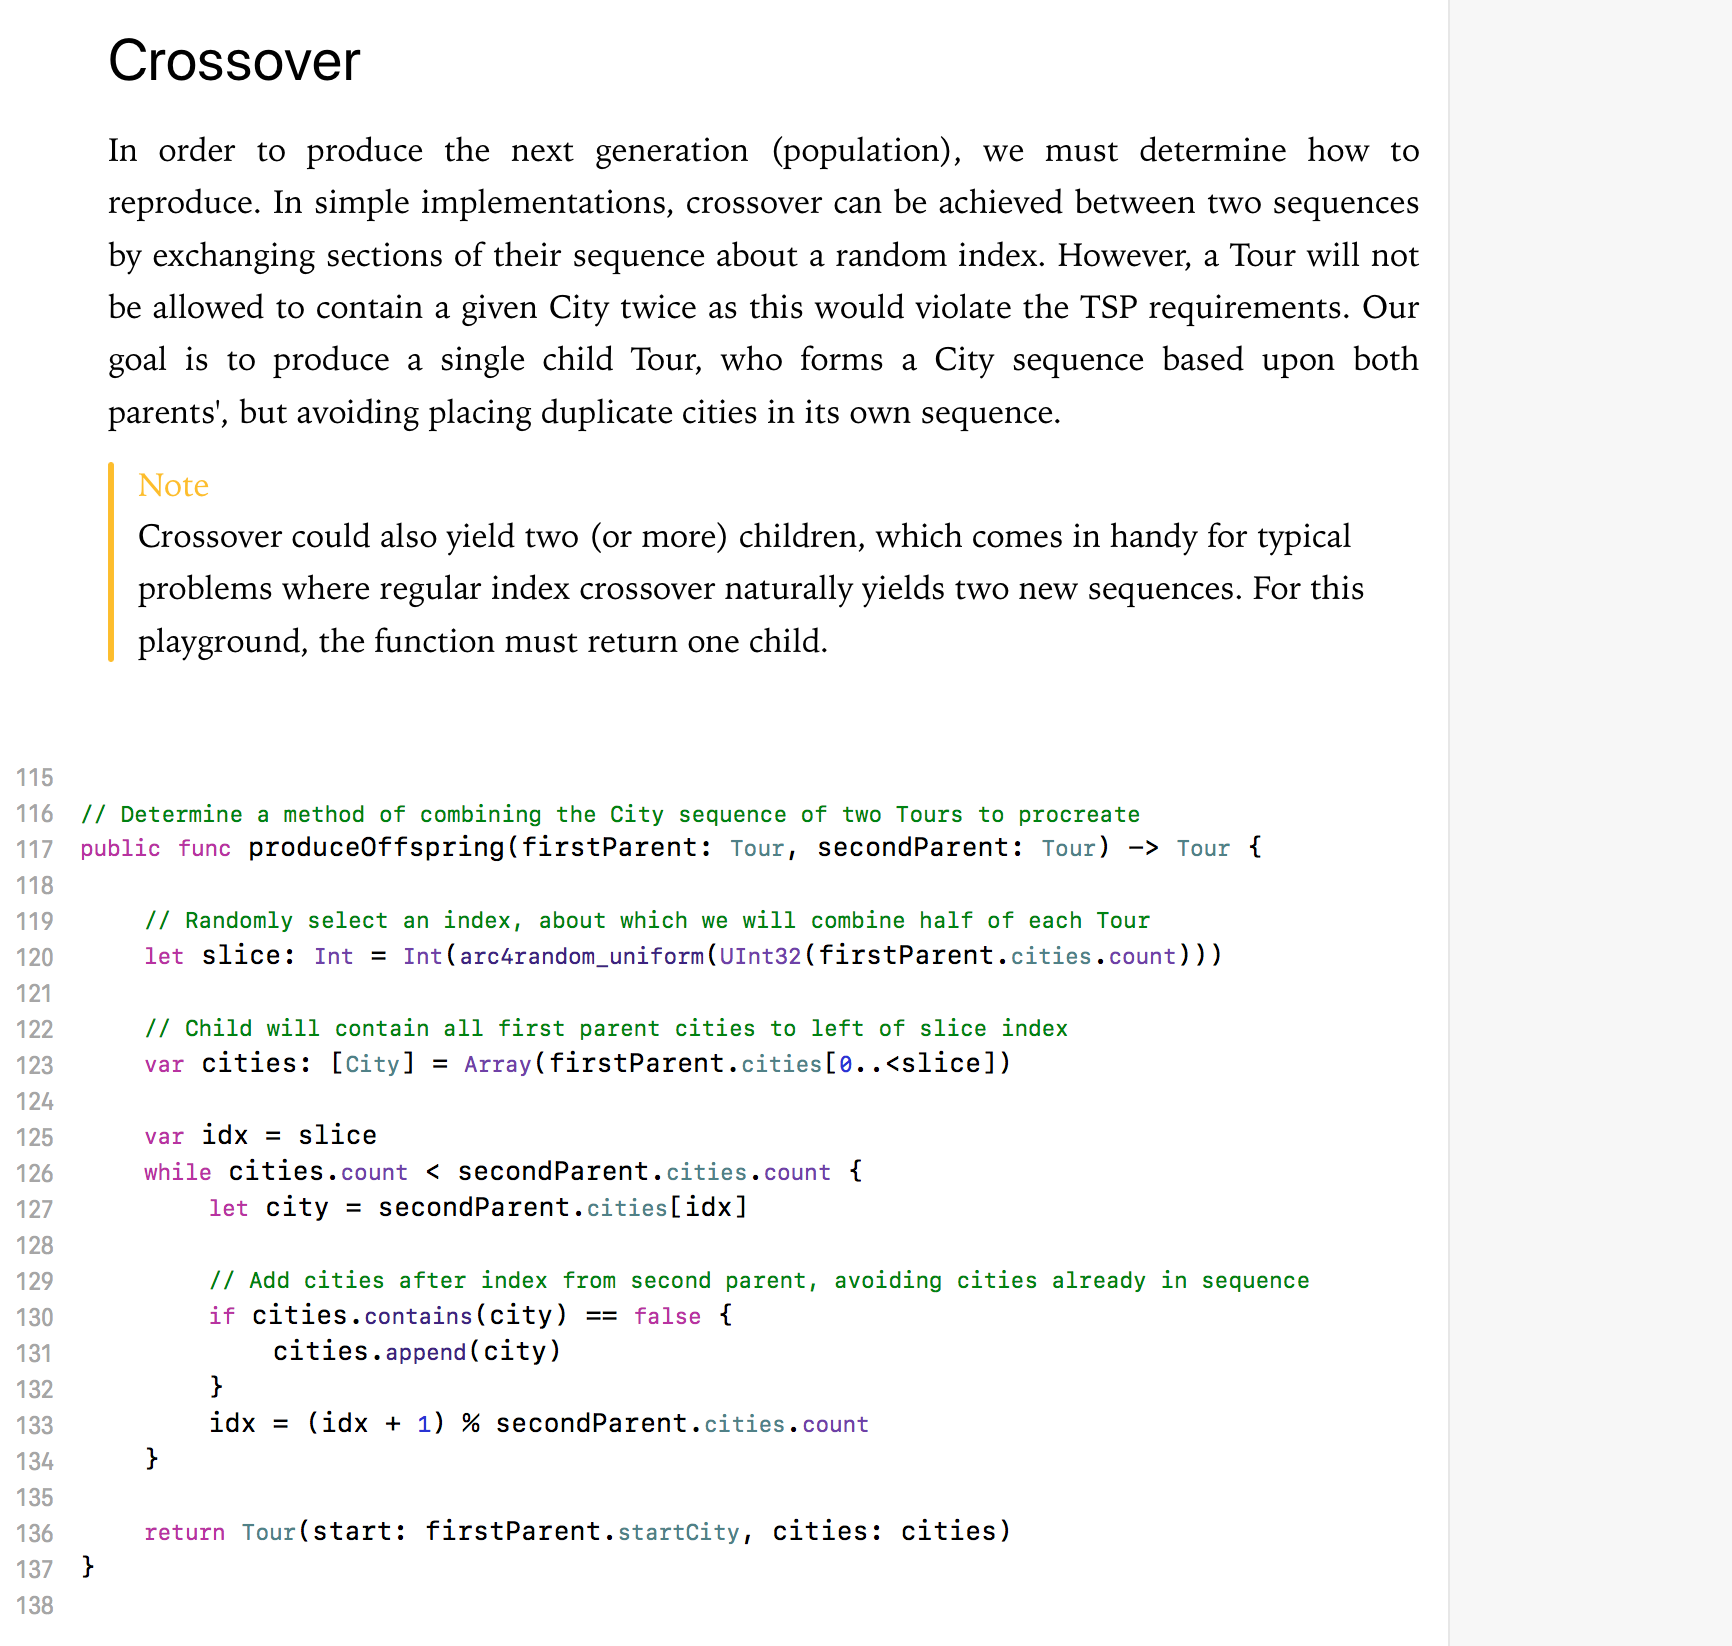 Crossover
In order to produce the next generation (population), we must determine how to
reproduce. In simple implementations, crossover can be achieved between two sequences
by exchanging sections of their sequence about a random index. However, a Tour will not
be allowed to contain a given City twice as this would violate the TSP requirements. Our
goal is to produce a single child Tour, who forms a City sequence based upon both
parents', but avoiding placing duplicate cities in its own sequence.
Note
Crossover could also yield two (or more) children, which comes in handy for typical
problems where regular index crossover naturally yields two new sequences. For this
playground, the function must return one child.
115
116 // Determine a method of combining the City sequence of two Tours to procreate
117 public func produceOffspring(firstParent: Tour, secondParent: Tour) -> Tour {
118
119     // Randomly select an index, about which we will combine half of each Tour
120     let slice: Int = Int(arc4random_uniform(UInt32(firstParent.cities.count)))
121
122     // Child will contain all first parent cities to left of slice index
123     var cities: [City] = Array(firstParent.cities[0..<slice])
124
125     var idx = slice
126     while cities.count < secondParent.cities.count {
127         let city = secondParent.cities[idx]
128
129         // Add cities after index from second parent, avoiding cities already in sequence
130         if cities.contains(city) == false {
131             cities.append(city)
132         }
133         idx = (idx + 1) % secondParent.cities.count
134     }
135
136     return Tour(start: firstParent.startCity, cities: cities)
137 }
138